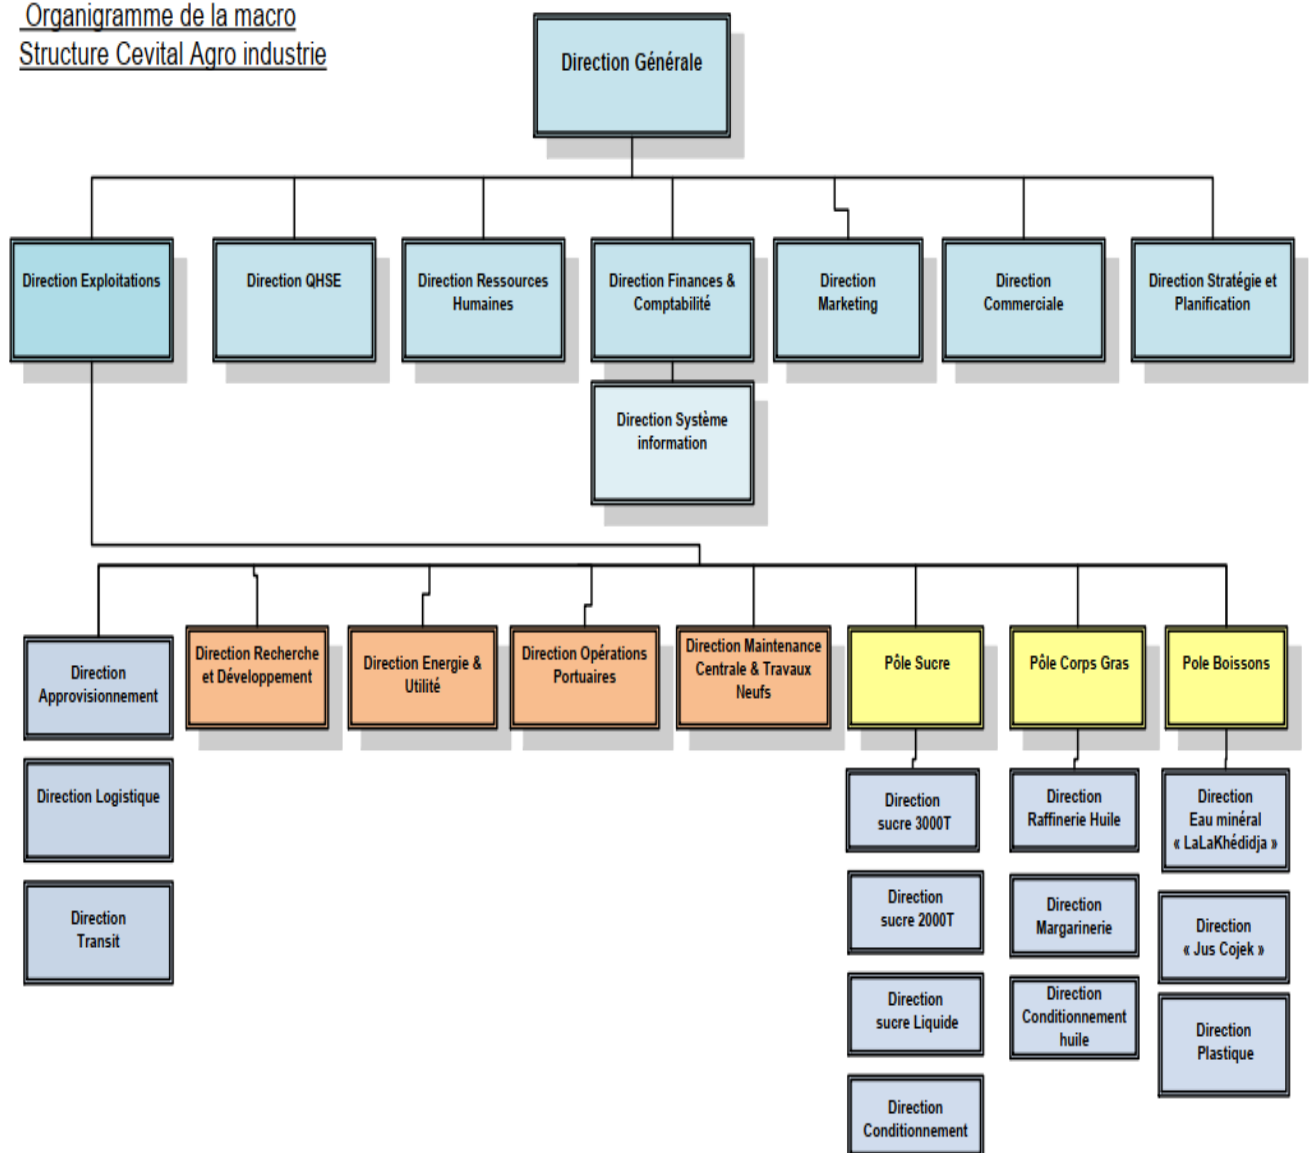 Organigramme de la macro
Structure Cevital Agro industrie
Direction Générale
Direction Exploitations
Direction QHSE
Direction Ressources
Humaines
Direction Finances &
Comptabilité
Direction
Marketing
Direction
Commerciale
Direction Stratégie et
Planification
Direction Système
information
Direction
Approvisionnement
Direction Recherche
et Développement
Direction Energie &
Utilité
Direction Opérations
Portuaires
Direction Maintenance
Centrale & Travaux
Neufs
Pôle Sucre
Pôle Corps Gras
Pole Boissons
Direction Logistique
Direction
Transit
Direction
sucre 3000T
Direction
sucre 2000T
Direction
sucre Liquide
Direction
Conditionnement
Direction
Raffinerie Huile
Direction
Margarinerie
Direction
Conditionnement
huile
Direction
Eau minéral
« LaLaKhédidja »
Direction
« Jus Cojek »
Direction
Plastique